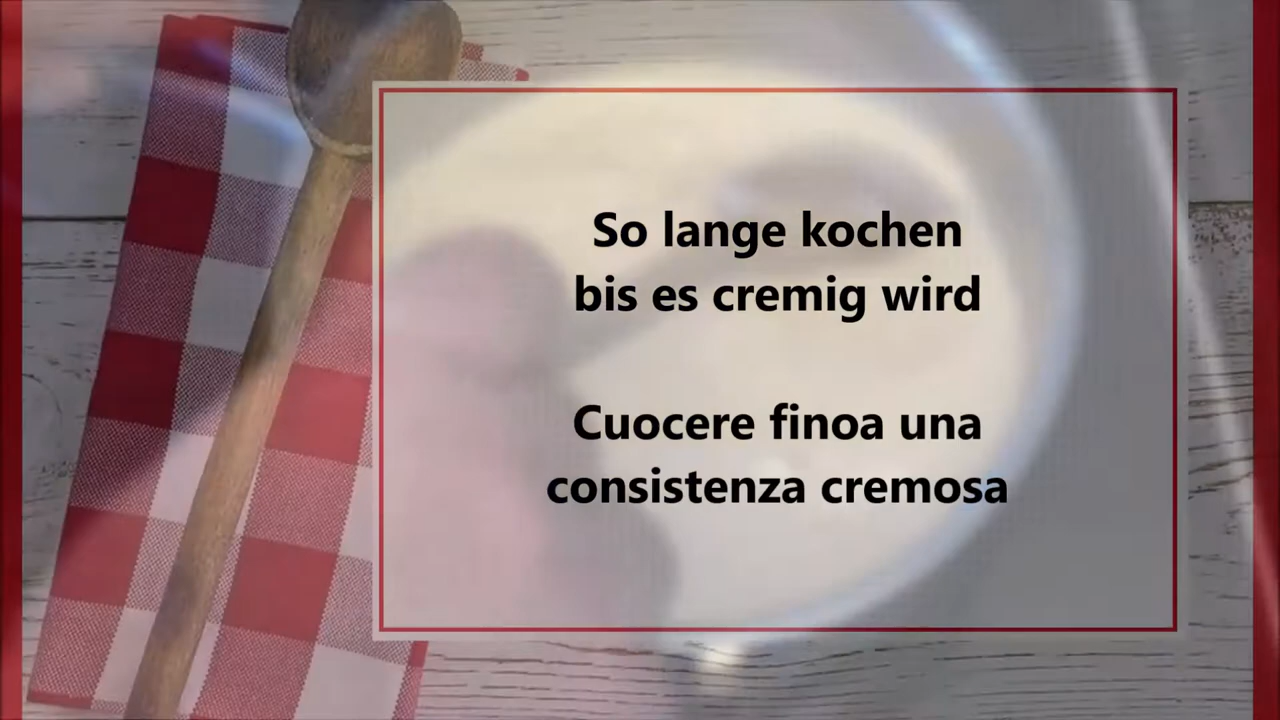 So lange kochen
bis es cremig wird
Cuocere finoa una
consistenza cremosa